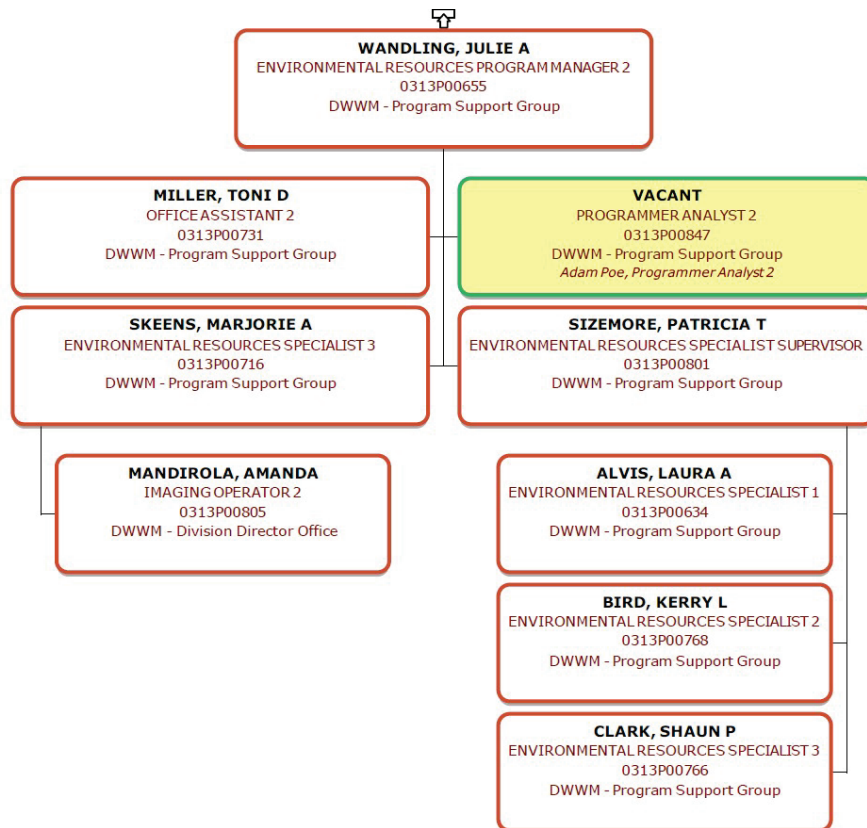 WANDLING, JULIE A
ENVIRONMENTAL RESOURCES PROGRAM MANAGER 2
0313P00655
DWWM - Program Support Group
MILLER, TONI D
OFFICE ASSISTANT 2
0313P00731
DWWM - Program Support Group
VACANT
PROGRAMMER ANALYST 2
0313P00847
DWWM - Program Support Group
Adam Poe, Programmer Analyst 2
SKEENS, MARJORIE A
ENVIRONMENTAL RESOURCES SPECIALIST 3
0313P00716
DWWM - Program Support Group
SIZEMORE, PATRICIA T
ENVIRONMENTAL RESOURCES SPECIALIST SUPERVISOR
0313P00801
DWWM - Program Support Group
MANDIROLA, AMANDA
IMAGING OPERATOR 2
0313P00805
DWWM - Division Director Office
ALVIS, LAURA A
ENVIRONMENTAL RESOURCES SPECIALIST 1
0313P00634
DWWM - Program Support Group
BIRD, KERRY L
ENVIRONMENTAL RESOURCES SPECIALIST 2
0313P00768
DWWM - Program Support Group
CLARK, SHAUN P
ENVIRONMENTAL RESOURCES SPECIALIST 3
0313P00766
DWWM - Program Support Group